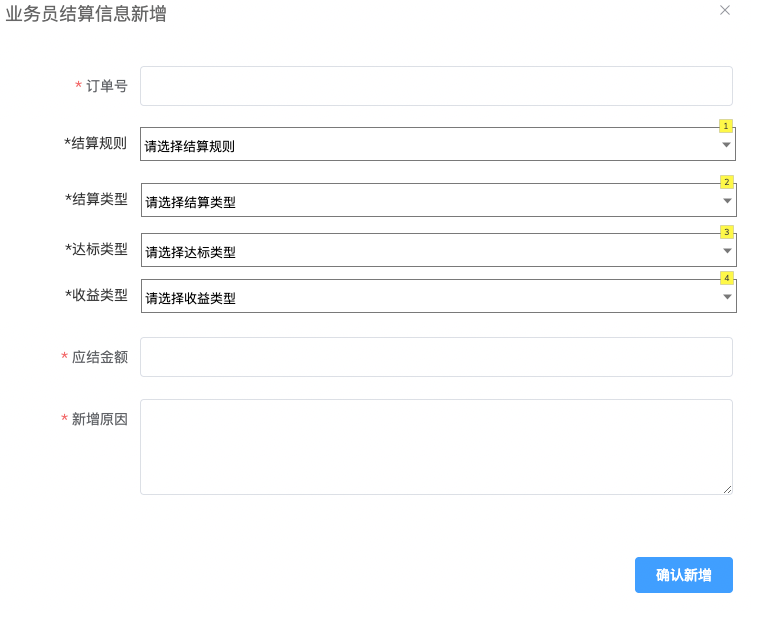 业务员结算信息新增
* 订单号
1
*结算规则 请选择结算规则
2
*结算类型 请选择结算类型
3
*达标类型 请选择达标类型
4
*收益类型 请选择收益类型
* 应结金额
* 新增原因
确认新增